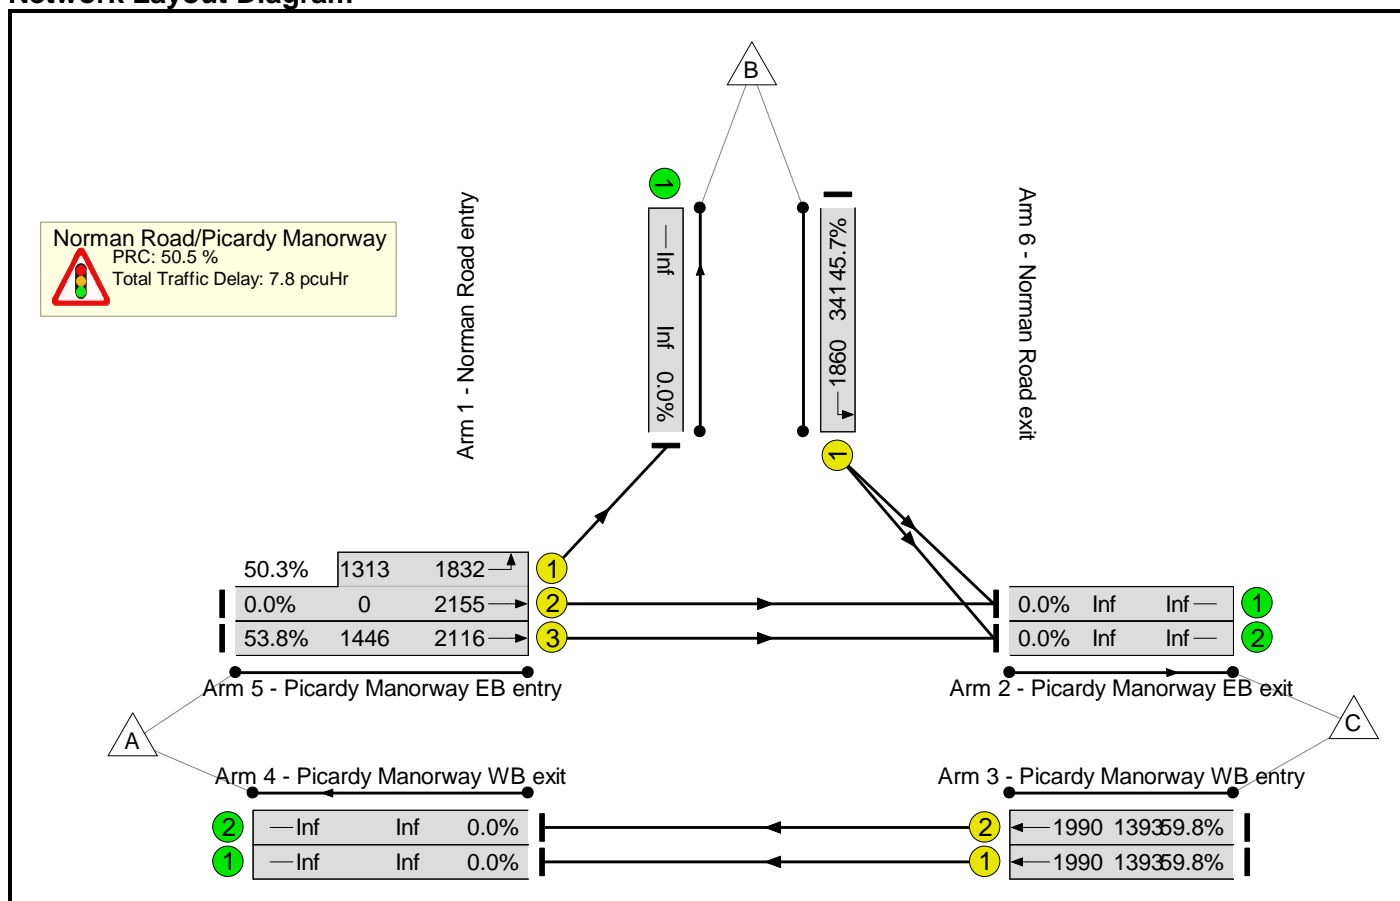 Network Layout Diagram
B
Norman Road/Picardy Manorway
PRC: 50.5 %
Total Traffic Delay: 7.8 pcuHr
Arm 1 - Norman Road entry
1
Inf Inf 0.0%
1860 341 45.7%
1
Arm 6 - Norman Road exit
50.3% 1313 1832 1
0.0% 0 2155 2
53.8% 1446 2116 3
Arm 5 - Picardy Manorway EB entry
0.0% Inf Inf 1
0.0% Inf Inf 2
Arm 2 - Picardy Manorway EB exit
A
C
Arm 4 - Picardy Manorway WB exit
2 Inf Inf 0.0%
1 Inf Inf 0.0%
Arm 3 - Picardy Manorway WB entry
2 1990 1393 59.8%
1 1990 1393 59.8%